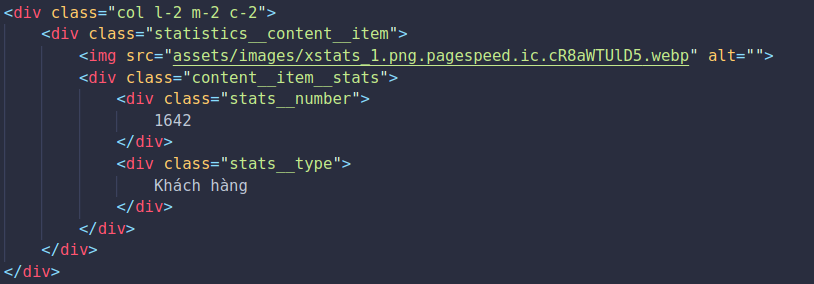 <div class="col l-2 m-2 c-2">
    <div class="statistics__content__item">
        <img src="assets/images/xstats_1.png.pagespeed.ic.cR8aWTUlD5.webp" alt="">
        <div class="content__item__stats">
            <div class="stats__number">
                1642
            </div>
            <div class="stats__type">
                Khách hàng
            </div>
        </div>
    </div>
</div>